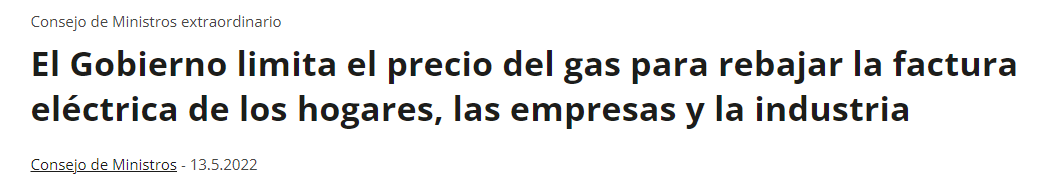 Consejo de Ministros extraordinario
El Gobierno limita el precio del gas para rebajar la factura
eléctrica de los hogares, las empresas y la industria
Consejo de Ministros - 13.5.2022